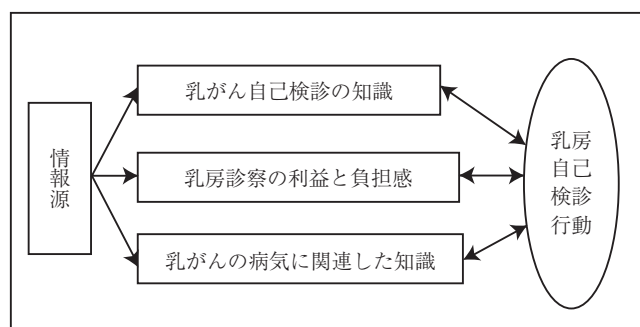 情報源
乳がん自己検診の知識
乳房診察の利益と負担感
乳がんの病気に関連した知識
乳房
自己
検診
行動